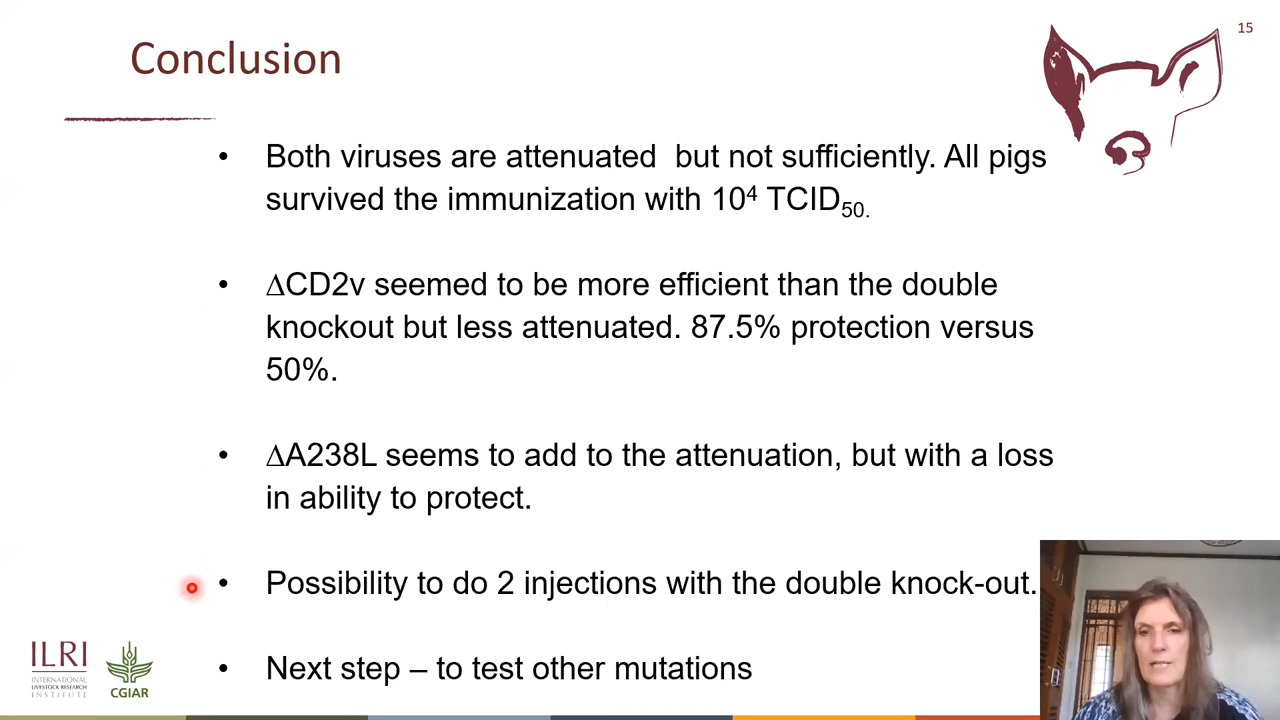 15
Conclusion
• Both viruses are attenuated  but not sufficiently. All pigs
survived the immunization with 10⁴ TCID₅₀.
• ∆CD2v seemed to be more efficient than the double
knockout but less attenuated. 87.5% protection versus
50%.
• ∆A238L seems to add to the attenuation, but with a loss
in ability to protect.
• Possibility to do 2 injections with the double knock-out.
• Next step – to test other mutations
ILRI
INTERNATIONAL
LIVESTOCK RESEARCH
INSTITUTE
CGIAR